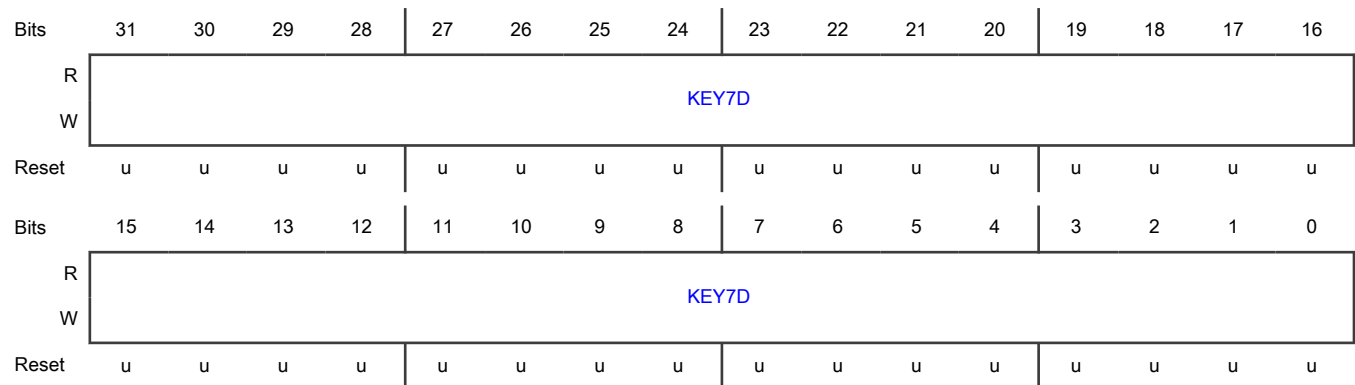 Bits 31 30 29 28 27 26 25 24 23 22 21 20 19 18 17 16
R
KEY7D
W
Reset u u u u u u u u u u u u u u u u
Bits 15 14 13 12 11 10 9 8 7 6 5 4 3 2 1 0
R
KEY7D
W
Reset u u u u u u u u u u u u u u u u